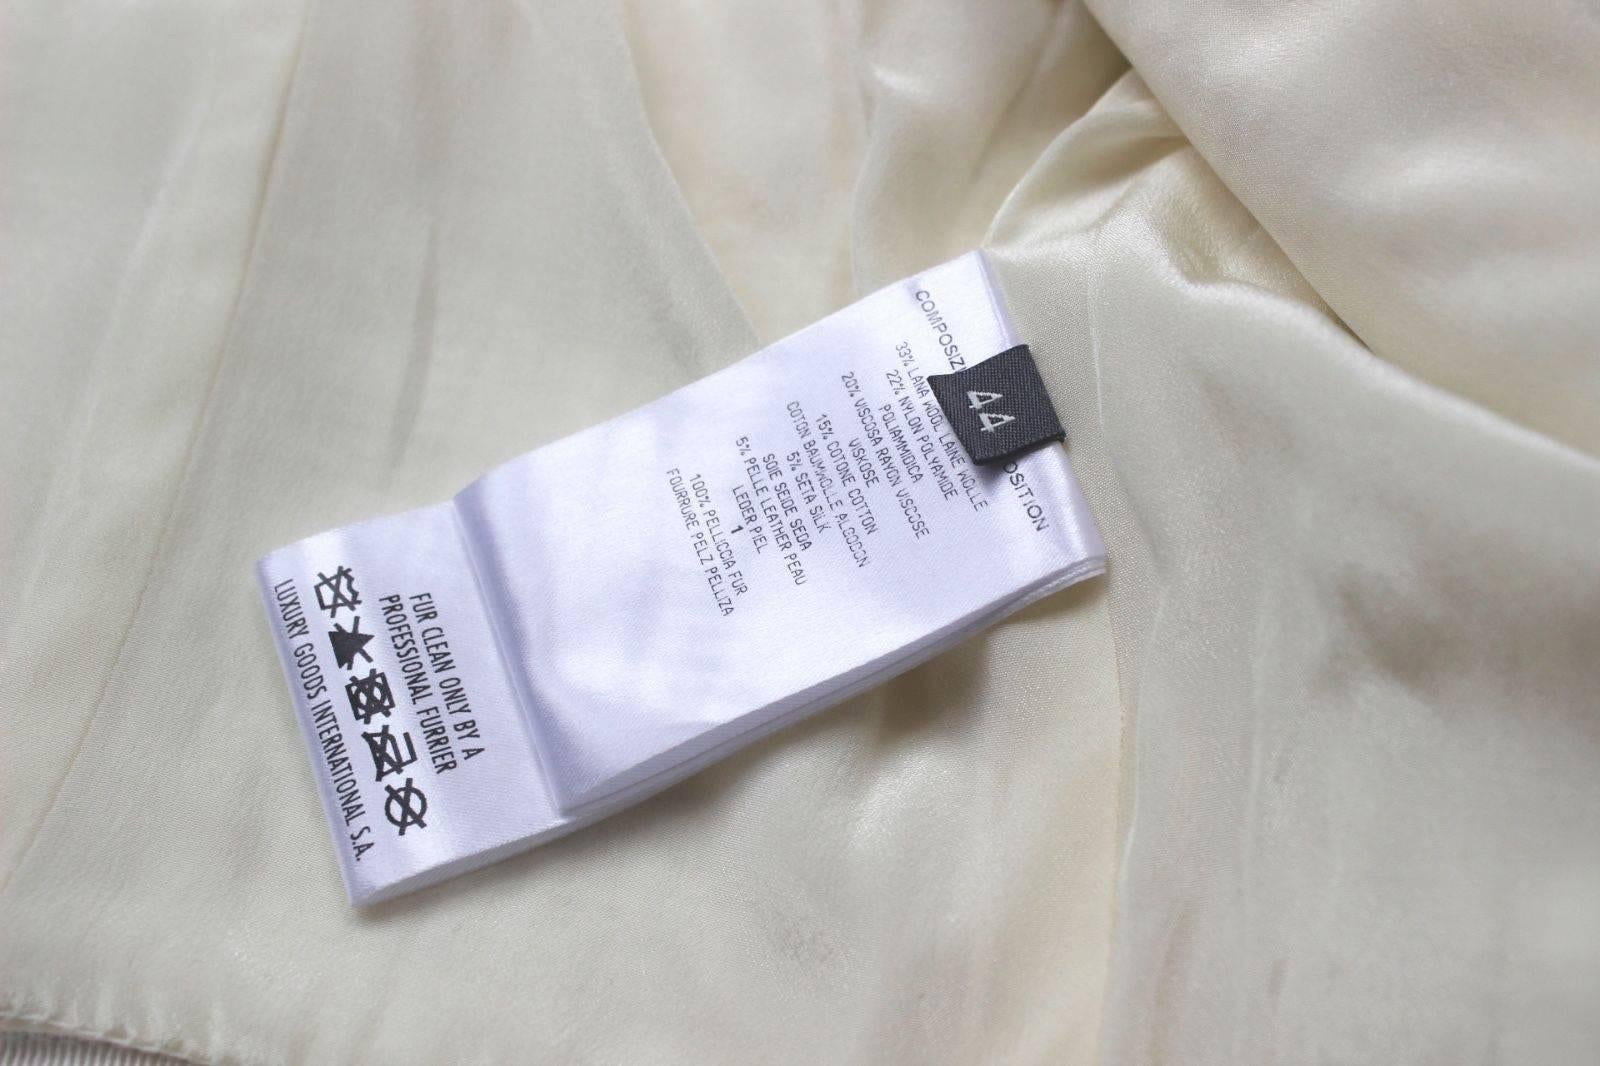 44
COMPOSIZ
OSITION
33% LANA WOOL LAINE WOLLE
22% NYLON POLYAMIDE
POLIAMMIDICA
20% VISCOSA RAYON VISCOSE
VISKOSE
15% COTONE COTTON
COTON BAUMWOLLE ALGODON
5% SETA SILK
SOIE SEIDE SEDA
5% PELLE LEATHER PEAU
LEDER PIEL
1
100% PELLICCIA FUR
FOURRURE PELZ PELLIZA
FUR CLEAN ONLY BY A
PROFESSIONAL FURRIER
LUXURY GOODS INTERNATIONAL S.A.